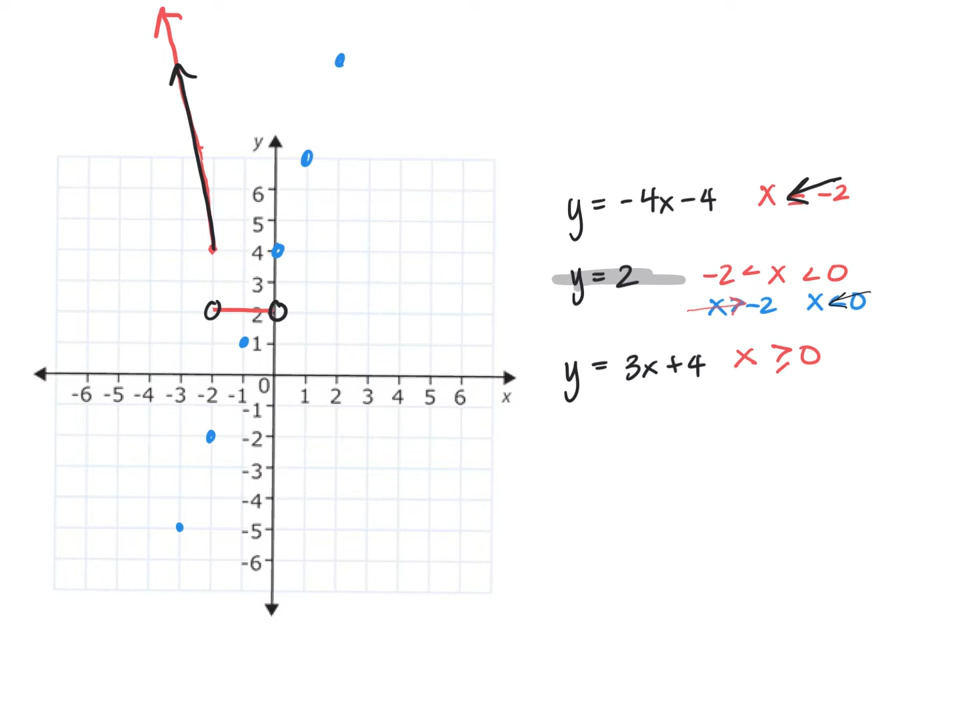 y
6
5
4
3
2
1
-6 -5 -4 -3 -2 -1 0 1 2 3 4 5 6 x
-1
-2
-3
-4
-5
-6
y = -4x - 4 x ≤ -2
y = 2 -2 < x < 0
x > -2 x < 0
y = 3x + 4 x ≥ 0